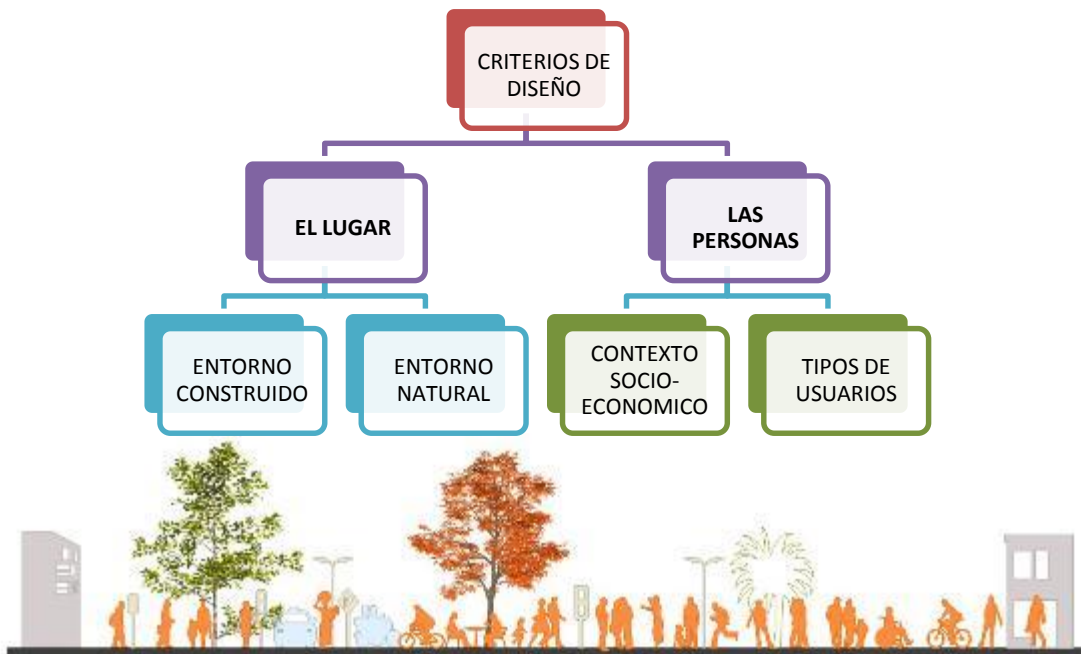 CRITERIOS DE
DISEÑO
EL LUGAR
LAS
PERSONAS
ENTORNO
CONSTRUIDO
ENTORNO
NATURAL
CONTEXTO
SOCIO-
ECONOMICO
TIPOS DE
USUARIOS